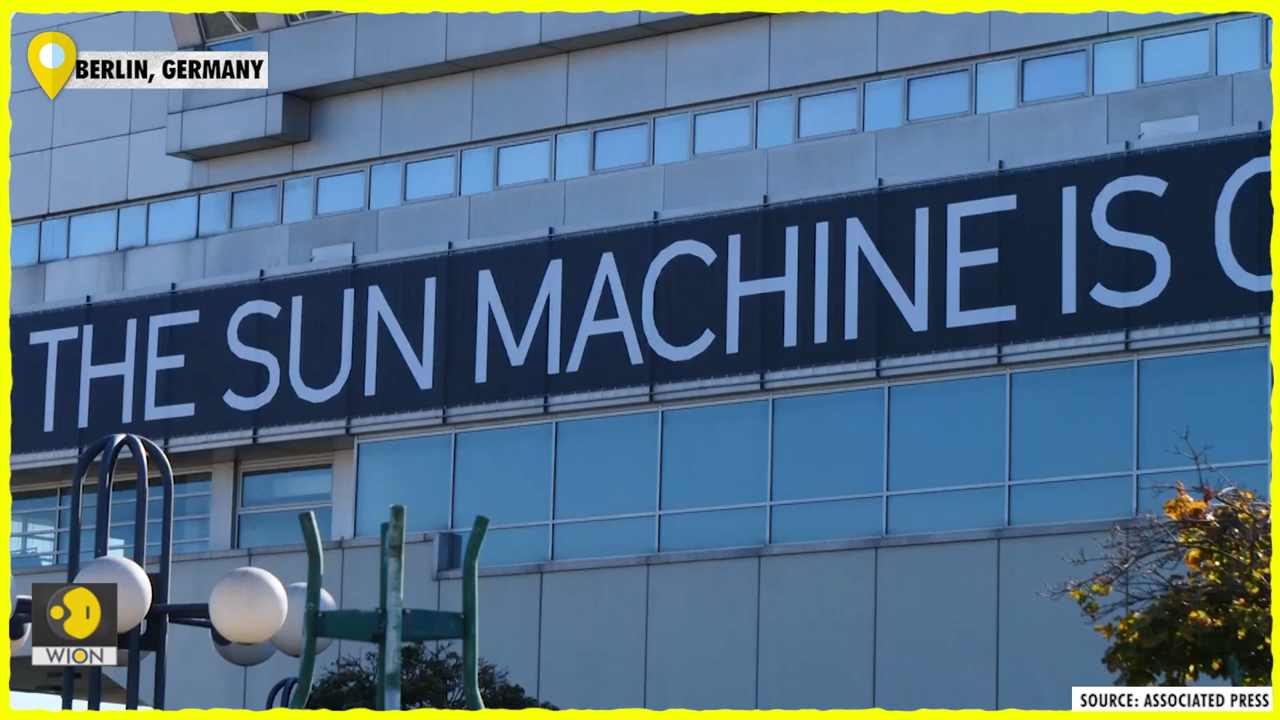 BERLIN, GERMANY
THE SUN MACHINE IS
WION
SOURCE: ASSOCIATED PRESS